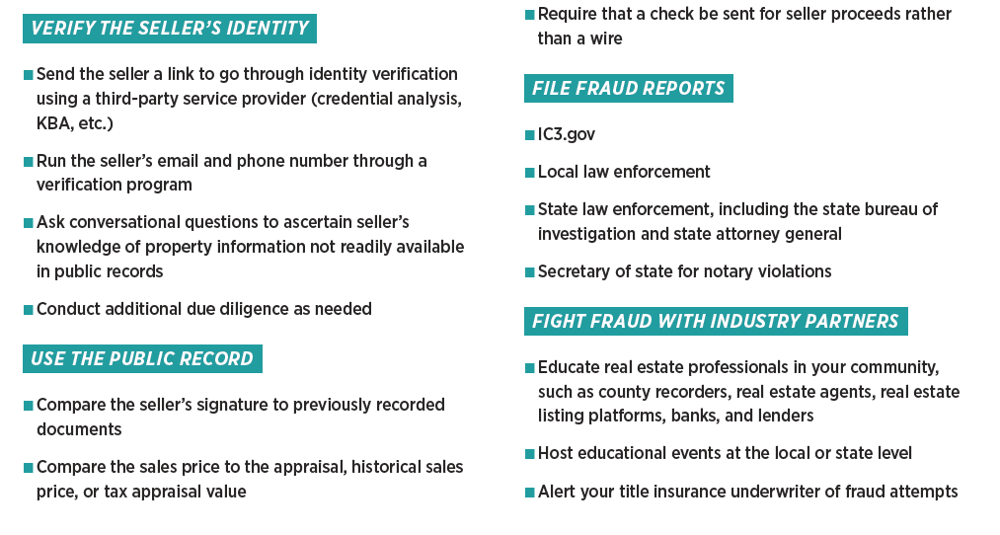 VERIFY THE SELLER’S IDENTITY
■ Send the seller a link to go through identity verification
using a third-party service provider (credential analysis,
KBA, etc.)
■ Run the seller’s email and phone number through a
verification program
■ Ask conversational questions to ascertain seller’s
knowledge of property information not readily available
in public records
■ Conduct additional due diligence as needed
USE THE PUBLIC RECORD
■ Compare the seller’s signature to previously recorded
documents
■ Compare the sales price to the appraisal, historical sales
price, or tax appraisal value
■ Require that a check be sent for seller proceeds rather
than a wire
FILE FRAUD REPORTS
■ IC3.gov
■ Local law enforcement
■ State law enforcement, including the state bureau of
investigation and state attorney general
■ Secretary of state for notary violations
FIGHT FRAUD WITH INDUSTRY PARTNERS
■ Educate real estate professionals in your community,
such as county recorders, real estate agents, real estate
listing platforms, banks, and lenders
■ Host educational events at the local or state level
■ Alert your title insurance underwriter of fraud attempts